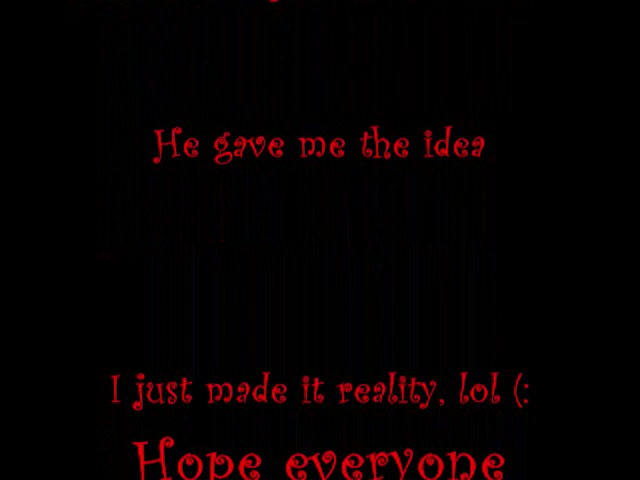 He gave me the idea
I just made it reality, lol (:
Hope everyone